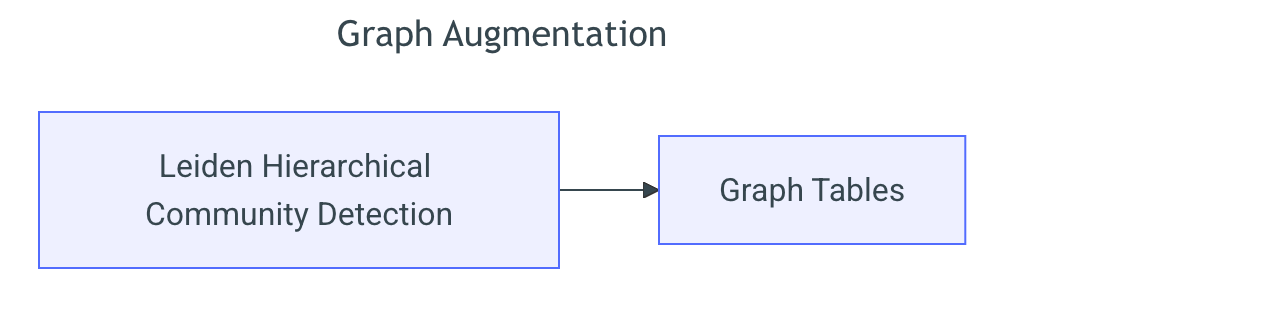 Graph Augmentation
Leiden Hierarchical
Community Detection
Graph Tables